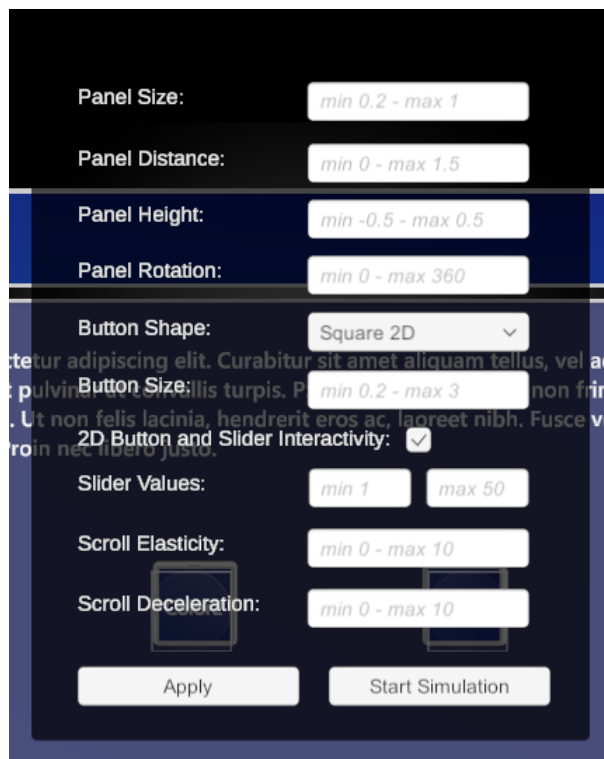 Panel Size: min 0.2 - max 1
Panel Distance: min 0 - max 1.5
Panel Height: min -0.5 - max 0.5
Panel Rotation: min 0 - max 360
Button Shape: Square 2D
tetur adipiscing elit. Curabitur sit amet aliquam tellus, vel
Button Size: min 0.2 - max 3
Ut non felis lacinia, hendrerit eros ac, laoreet nibh. Fusce
2D Button and Slider Interactivity:
Proin nec libero justo.
Slider Values: min 1 max 50
Scroll Elasticity: min 0 - max 10
Scroll Deceleration: min 0 - max 10
Apply Start Simulation